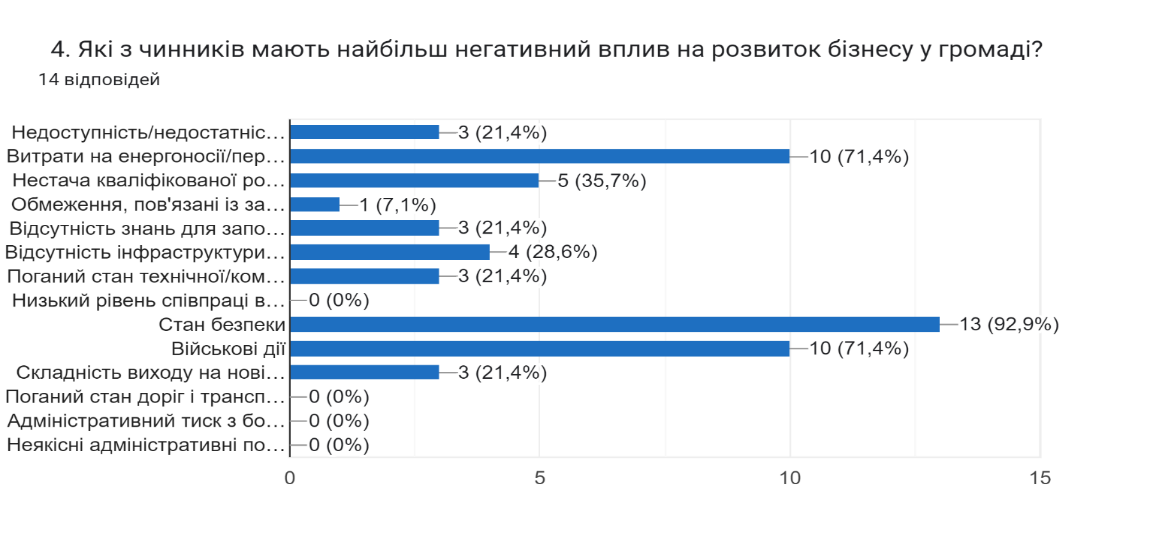 4. Які з чинників мають найбільш негативний вплив на розвиток бізнесу у громаді?
14 відповідей
Недоступність/недостатніс… 3 (21,4%)
Витрати на енергоносії/пер… 10 (71,4%)
Нестача кваліфікованої ро… 5 (35,7%)
Обмеження, пов'язані із за… 1 (7,1%)
Відсутність знань для запо… 3 (21,4%)
Відсутність інфраструктури… 4 (28,6%)
Поганий стан технічної/ком… 3 (21,4%)
Низький рівень співпраці в… 0 (0%)
Стан безпеки 13 (92,9%)
Військові дії 10 (71,4%)
Складність виходу на нові… 3 (21,4%)
Поганий стан доріг і трансп… 0 (0%)
Адміністративний тиск з бо… 0 (0%)
Неякісні адміністративні по… 0 (0%)
0 5 10 15